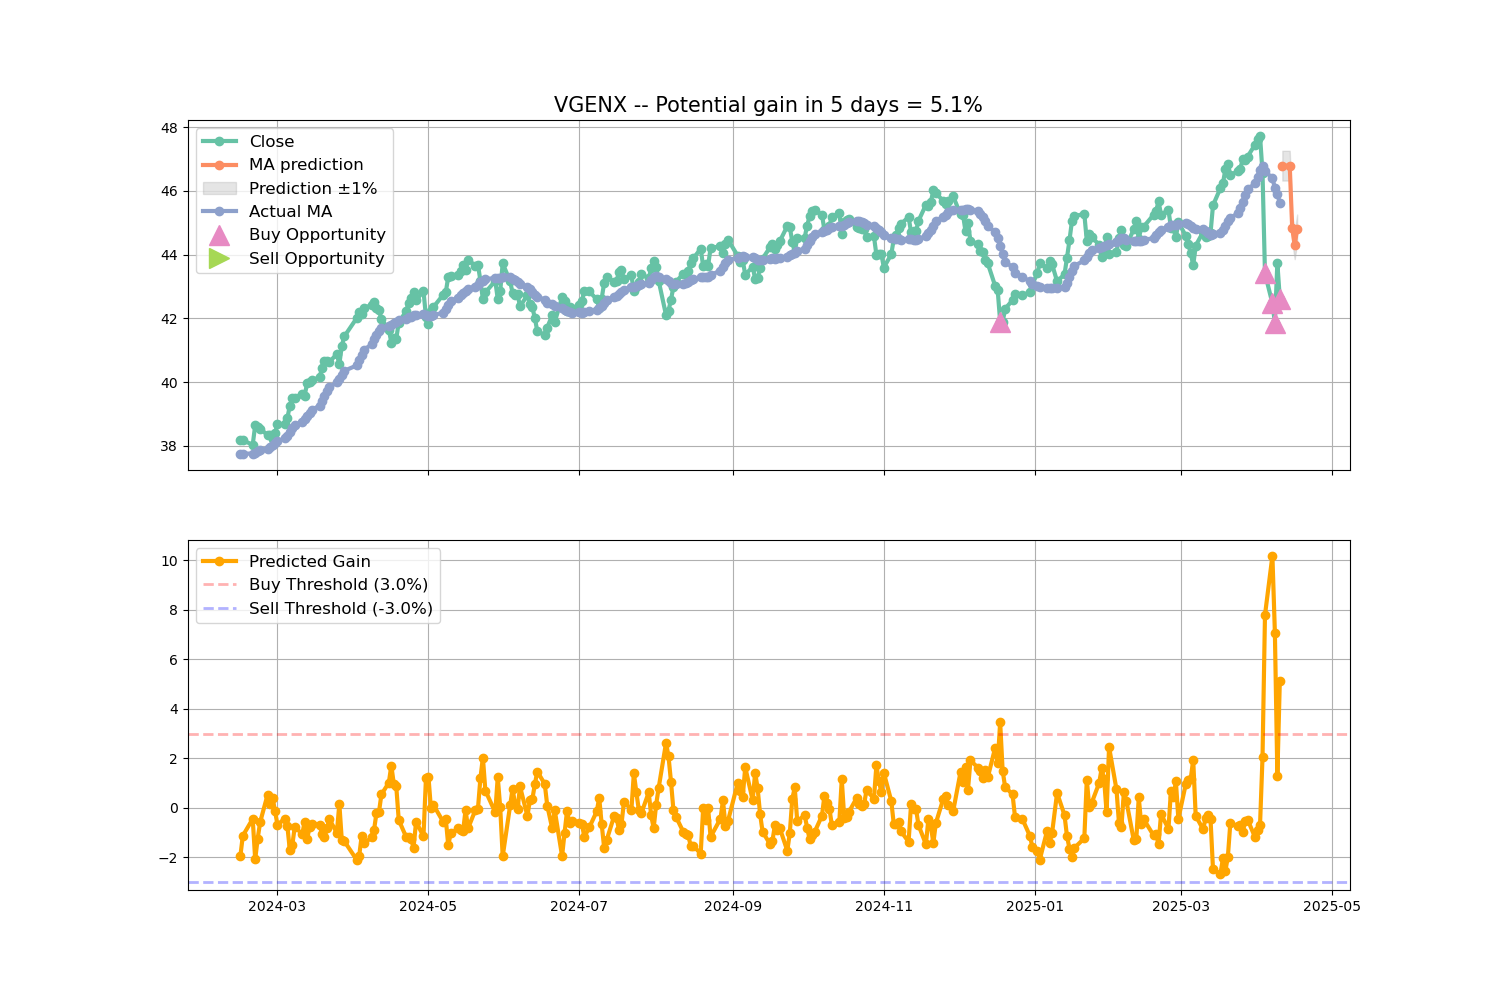 VGENX -- Potential gain in 5 days = 5.1%
48
46
44
42
40
38
Close
MA prediction
Prediction ±1%
Actual MA
Buy Opportunity
Sell Opportunity
10
8
6
4
2
0
−2
Predicted Gain
Buy Threshold (3.0%)
Sell Threshold (-3.0%)
2024-03 2024-05 2024-07 2024-09 2024-11 2025-01 2025-03 2025-05